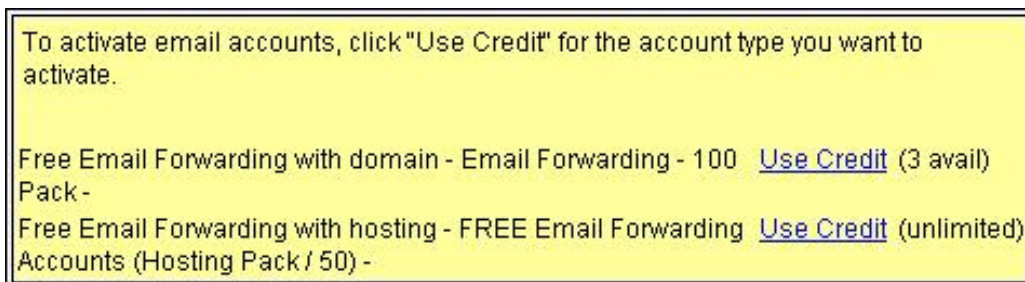 To activate email accounts, click "Use Credit" for the account type you want to
activate.
Free Email Forwarding with domain - Email Forwarding - 100 Use Credit (3 avail)
Pack -
Free Email Forwarding with hosting - FREE Email Forwarding Use Credit (unlimited)
Accounts (Hosting Pack / 50) -